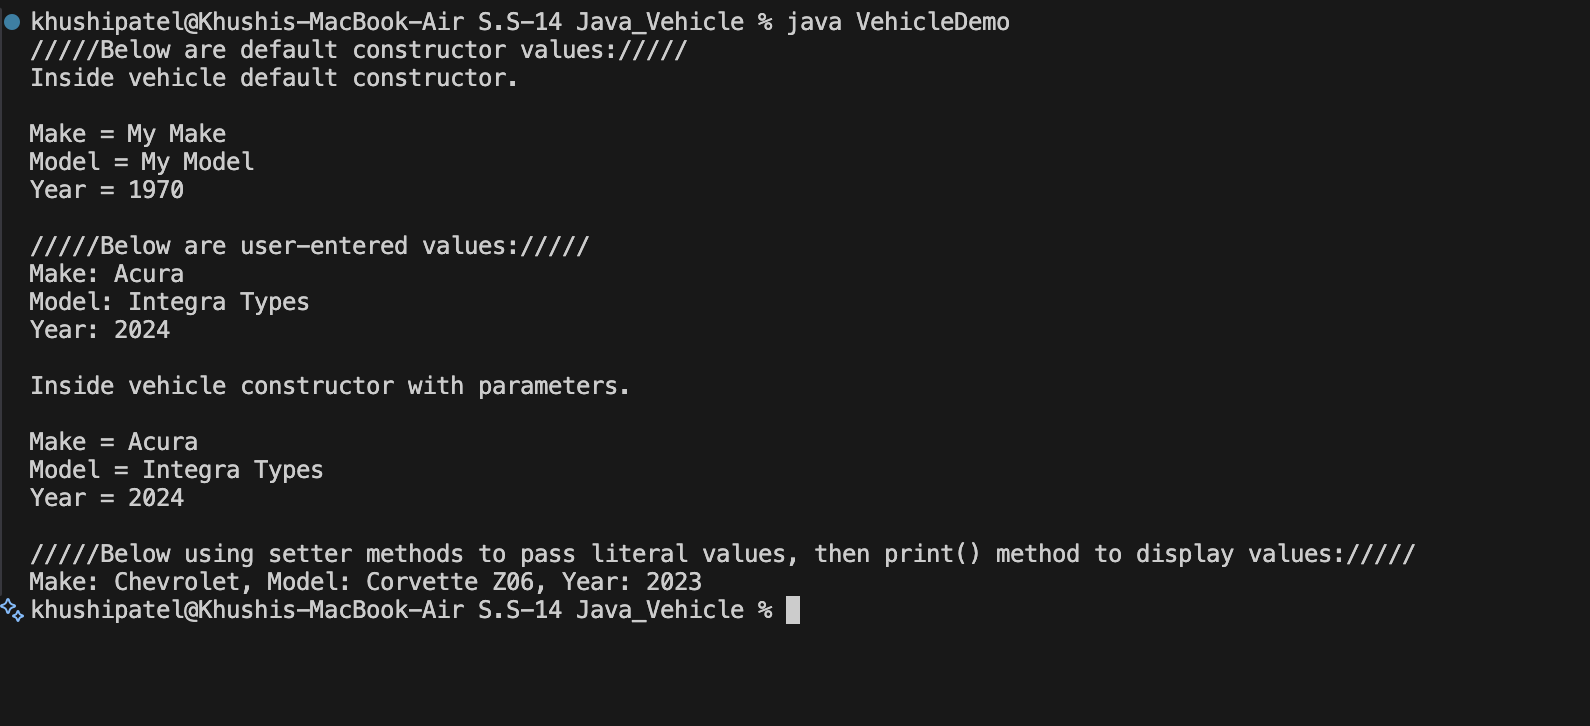 khushipatel@Khushis-MacBook-Air S.S-14 Java_Vehicle % java VehicleDemo
/////Below are default constructor values://///
Inside vehicle default constructor.
Make = My Make
Model = My Model
Year = 1970
/////Below are user-entered values://///
Make: Acura
Model: Integra Types
Year: 2024
Inside vehicle constructor with parameters.
Make = Acura
Model = Integra Types
Year = 2024
/////Below using setter methods to pass literal values, then print() method to display values://///
Make: Chevrolet, Model: Corvette Z06, Year: 2023
khushipatel@Khushis-MacBook-Air S.S-14 Java_Vehicle %